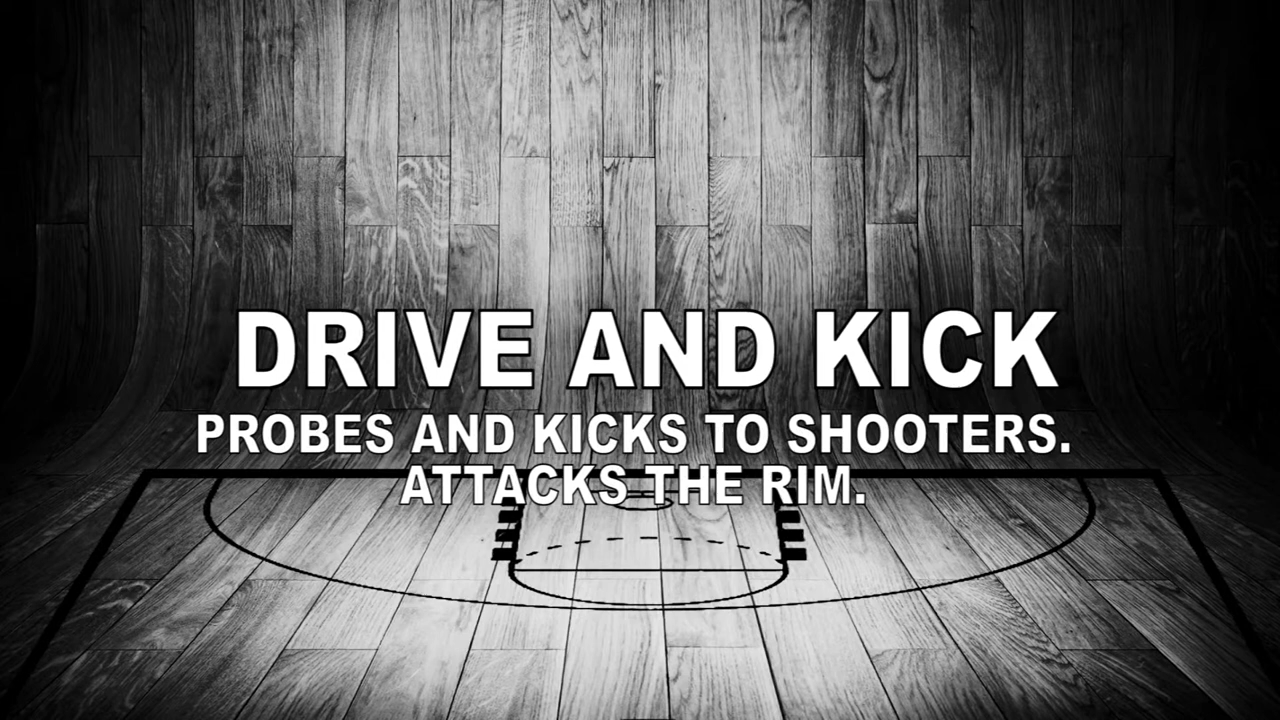 DRIVE AND KICK
PROBES AND KICKS TO SHOOTERS.
ATTACKS THE RIM.